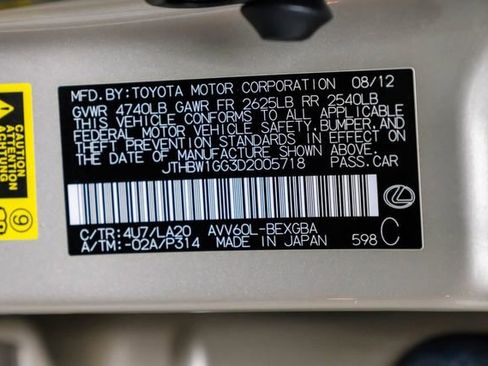 MFD.BY:TOYOTA MOTOR CORPORATION 08/12
GVWR 4740LB GAWR FR 2625LB RR 2540LB
THIS VEHICLE CONFORMS TO ALL APPLICABLE
FEDERAL MOTOR VEHICLE SAFETY,BUMPER,AND
THEFT PREVENTION STANDARDS IN EFFECT ON
THE DATE OF MANUFACTURE SHOWN ABOVE.
JTHBW1GG3D2005718 PASS.CAR
C/TR:4U7/LA20 AVV60L-BEXGBA
A/TM:-02A/P314 MADE IN JAPAN 598 C
ATTENTION
9